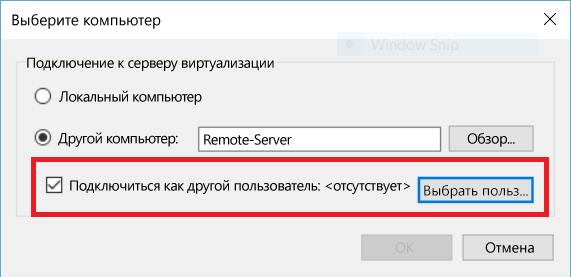 Выберите компьютер
Window Snip
Подключение к серверу виртуализации
Локальный компьютер
Другой компьютер: Remote-Server Обзор...
Подключиться как другой пользователь: <отсутствует> Выбрать польз...
ОК Отмена